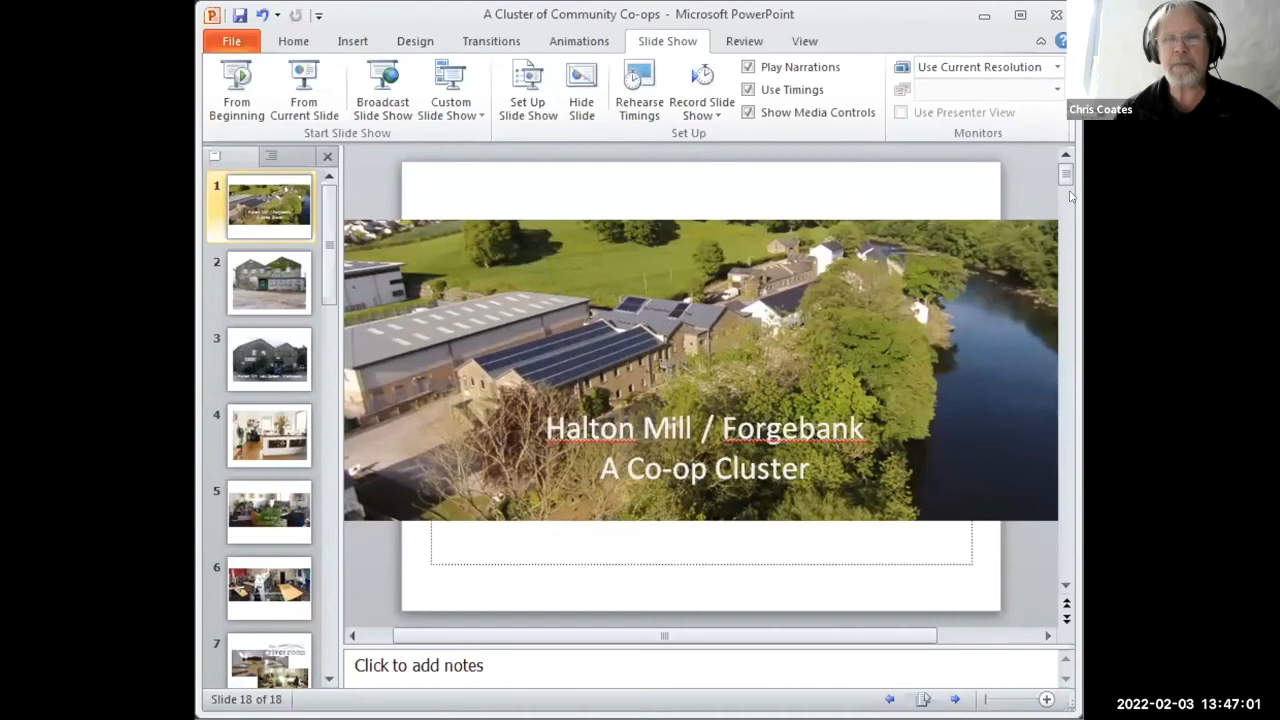 A Cluster of Community Co-ops - Microsoft PowerPoint
File Home Insert Design Transitions Animations Slide Show Review View
From Beginning
From Current Slide
Broadcast Slide Show
Custom Slide Show
Start Slide Show
Set Up Slide Show
Hide Slide
Rehearse Timings
Record Slide Show
Play Narrations
Use Timings
Show Media Controls
Set Up
Use Current Resolution
Use Presenter View
Monitors
Chris Coates
1
2
3
4
5
6
7
Halton Mill / Forgebank
A Co-op Cluster
Click to add notes
Slide 18 of 18
2022-02-03 13:47:01